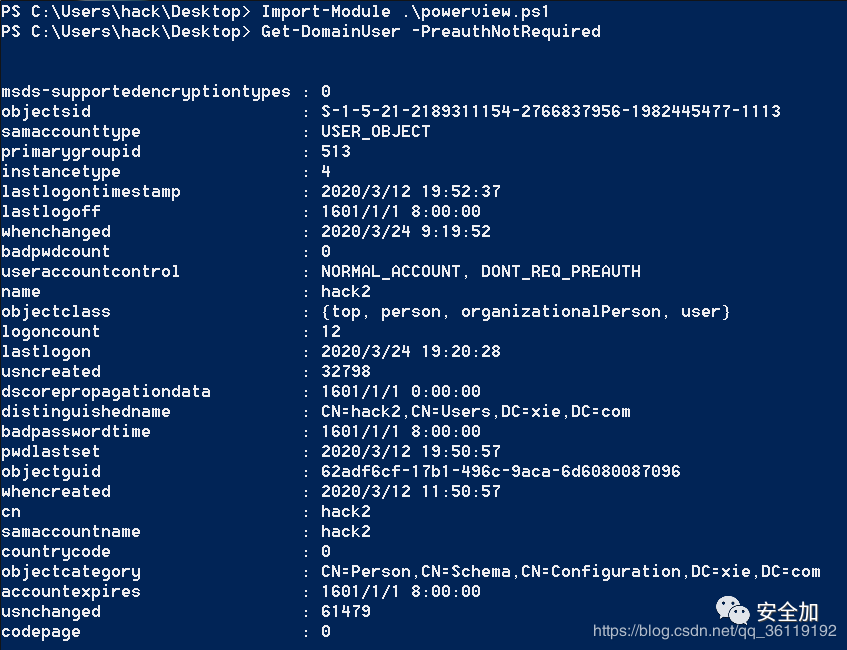 PS C:\Users\hack\Desktop> Import-Module .\powerview.ps1
PS C:\Users\hack\Desktop> Get-DomainUser -PreauthNotRequired
msds-supportedencryptiontypes : 0
objectsid : S-1-5-21-2189311154-2766837956-1982445477-1113
samaccounttype : USER_OBJECT
primarygroupid : 513
instancetype : 4
lastlogontimestamp : 2020/3/12 19:52:37
lastlogoff : 1601/1/1 8:00:00
whenchanged : 2020/3/24 9:19:52
badpwdcount : 0
useraccountcontrol : NORMAL_ACCOUNT, DONT_REQ_PREAUTH
name : hack2
objectclass : {top, person, organizationalPerson, user}
logoncount : 12
lastlogon : 2020/3/24 19:20:28
usncreated : 32798
dscorepropagationdata : 1601/1/1 0:00:00
distinguishedname : CN=hack2,CN=Users,DC=xie,DC=com
badpasswordtime : 1601/1/1 8:00:00
pwdlastset : 2020/3/12 19:50:57
objectguid : 62adf6cf-17b1-496c-9aca-6d6080087096
whencreated : 2020/3/12 11:50:57
cn : hack2
samaccountname : hack2
countrycode : 0
objectcategory : CN=Person,CN=Schema,CN=Configuration,DC=xie,DC=com
accountexpires : 1601/1/1 8:00:00
usnchanged : 61479
codepage : 0
安全加
https://blog.csdn.net/qq_36119192